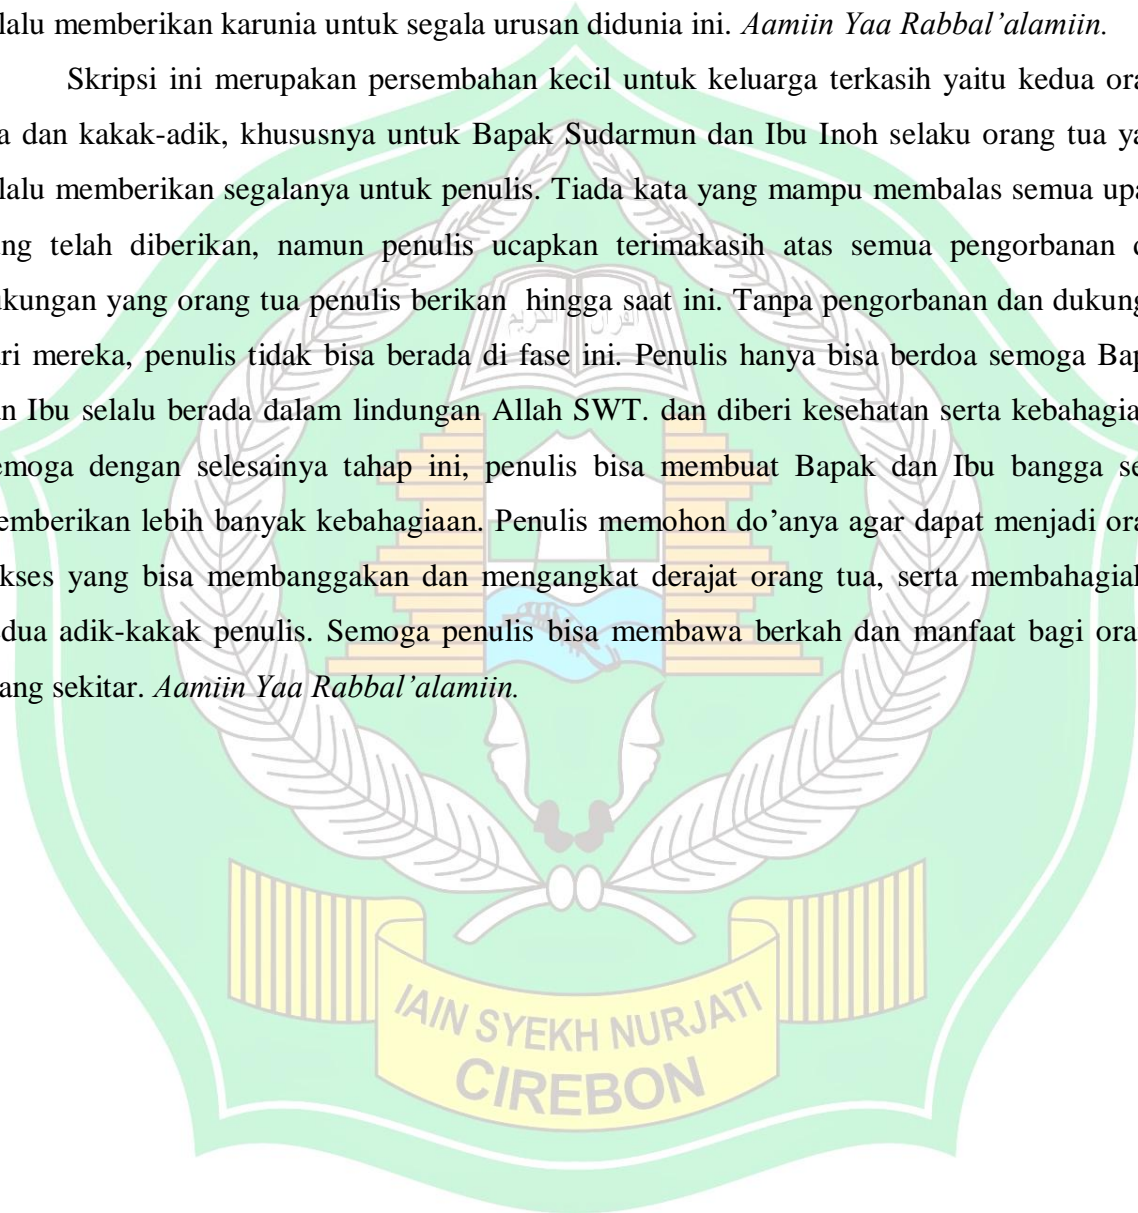 lalu memberikan karunia untuk segala urusan didunia ini. Aamiin Yaa Rabbal’alamiin.
Skripsi ini merupakan persembahan kecil untuk keluarga terkasih yaitu kedua ora
a dan kakak-adik, khususnya untuk Bapak Sudarmun dan Ibu Inoh selaku orang tua ya
lalu memberikan segalanya untuk penulis. Tiada kata yang mampu membalas semua upa
ng telah diberikan, namun penulis ucapkan terimakasih atas semua pengorbanan d
ukungan yang orang tua penulis berikan hingga saat ini. Tanpa pengorbanan dan dukung
ri mereka, penulis tidak bisa berada di fase ini. Penulis hanya bisa berdoa semoga Bap
n Ibu selalu berada dalam lindungan Allah SWT. dan diberi kesehatan serta kebahagia
emoga dengan selesainya tahap ini, penulis bisa membuat Bapak dan Ibu bangga se
emberikan lebih banyak kebahagiaan. Penulis memohon do’anya agar dapat menjadi ora
kses yang bisa membanggakan dan mengangkat derajat orang tua, serta membahagial
dua adik-kakak penulis. Semoga penulis bisa membawa berkah dan manfaat bagi ora
ang sekitar. Aamiin Yaa Rabbal’alamiin.
القرآن الكريم
IAIN SYEKH NURJATI
CIREBON